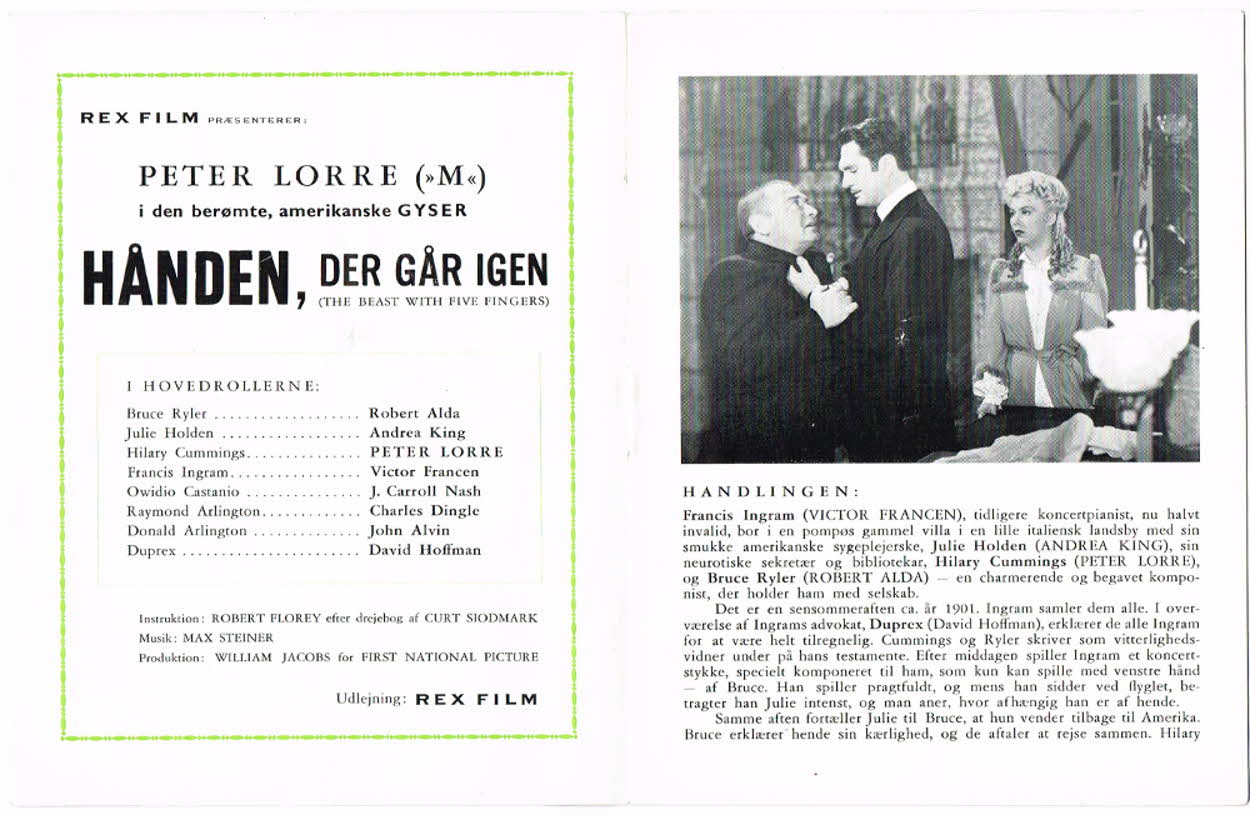 REX FILM PRÆSENTERER:
PETER LORRE (»M«)
i den berømte, amerikanske GYSER
HÅNDEN, DER GÅR IGEN
(THE BEAST WITH FIVE FINGERS)
I HOVEDROLLERNE:
Bruce Ryler ................... Robert Alda
Julie Holden .................. Andrea King
Hilary Cummings............... PETER LORRE
Francis Ingram................. Victor Francen
Owidio Castanio ............... J. Carroll Nash
Raymond Arlington............. Charles Dingle
Donald Arlington .............. John Alvin
Duprex ....................... David Hoffman
Instruktion: ROBERT FLOREY efter drejebog af CURT SIODMARK
Musik: MAX STEINER
Produktion: WILLIAM JACOBS for FIRST NATIONAL PICTURE
Udlejning: REX FILM
HANDLINGEN:
Francis Ingram (VICTOR FRANCEN), tidligere koncertpianist, nu halvt
invalid, bor i en pompøs gammel villa i en lille italiensk landsby med sin
smukke amerikanske sygeplejerske, Julie Holden (ANDREA KING), sin
neurotiske sekretær og bibliotekar, Hilary Cummings (PETER LORRE),
og Bruce Ryler (ROBERT ALDA) — en charmerende og begavet kompo-
nist, der holder ham med selskab.
Det er en sensommeraften ca. år 1901. Ingram samler dem alle. I over-
værelse af Ingrams advokat, Duprex (David Hoffman), erklærer de alle Ingram
for at være helt tilregnelig. Cummings og Ryler skriver som vitterligheds-
vidner under på hans testamente. Efter middagen spiller Ingram et koncert-
stykke, specielt komponeret til ham, som kun kan spille med venstre hånd
— af Bruce. Han spiller pragtfuldt, og mens han sidder ved flyglet, be-
tragter han Julie intenst, og man aner, hvor afhængig han er af hende.
Samme aften fortæller Julie til Bruce, at hun vender tilbage til Amerika.
Bruce erklærer hende sin kærlighed, og de aftaler at rejse sammen. Hilary